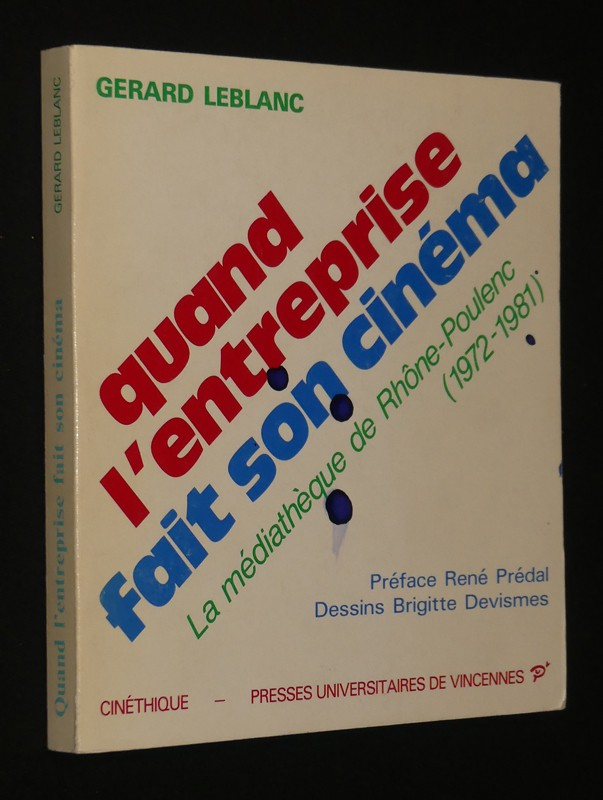 GERARD LEBLANC
quand
l'entreprise
fait son cinéma
La médiathèque de Rhône-Poulenc
(1972-1981)
Préface René Prédal
Dessins Brigitte Devismes
CINÉTHIQUE – PRESSES UNIVERSITAIRES DE VINCENNES
Quand l'entreprise fait son cinéma GERARD LEBLANC